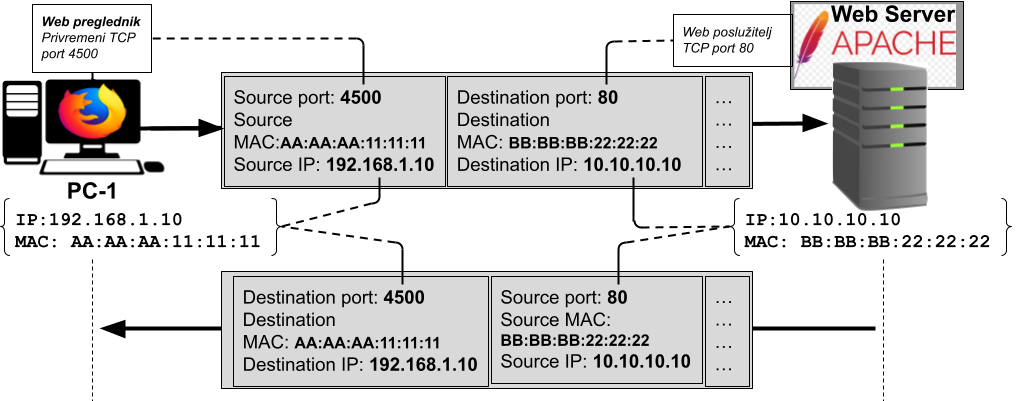 Web preglednik
Privremeni TCP
port 4500
Web poslužitelj
TCP port 80
Web Server
APACHE
Source port: 4500
Source
MAC:AA:AA:AA:11:11:11
Source IP: 192.168.1.10
Destination port: 80
Destination
MAC: BB:BB:BB:22:22:22
Destination IP: 10.10.10.10
...
...
...
...
PC-1
IP:192.168.1.10
MAC: AA:AA:AA:11:11:11
IP:10.10.10.10
MAC: BB:BB:BB:22:22:22
Destination port: 4500
Destination
MAC: AA:AA:AA:11:11:11
Destination IP: 192.168.1.10
Source port: 80
Source MAC:
BB:BB:BB:22:22:22
Source IP: 10.10.10.10
...
...
...
...